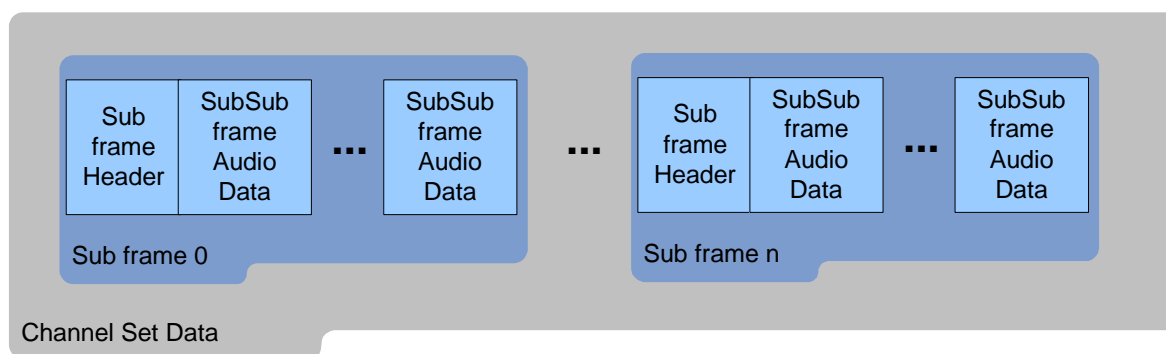 Sub
frame
Header
SubSub
frame
Audio
Data
...
SubSub
frame
Audio
Data
Sub frame 0
...
Sub
frame
Header
SubSub
frame
Audio
Data
...
SubSub
frame
Audio
Data
Sub frame n
Channel Set Data